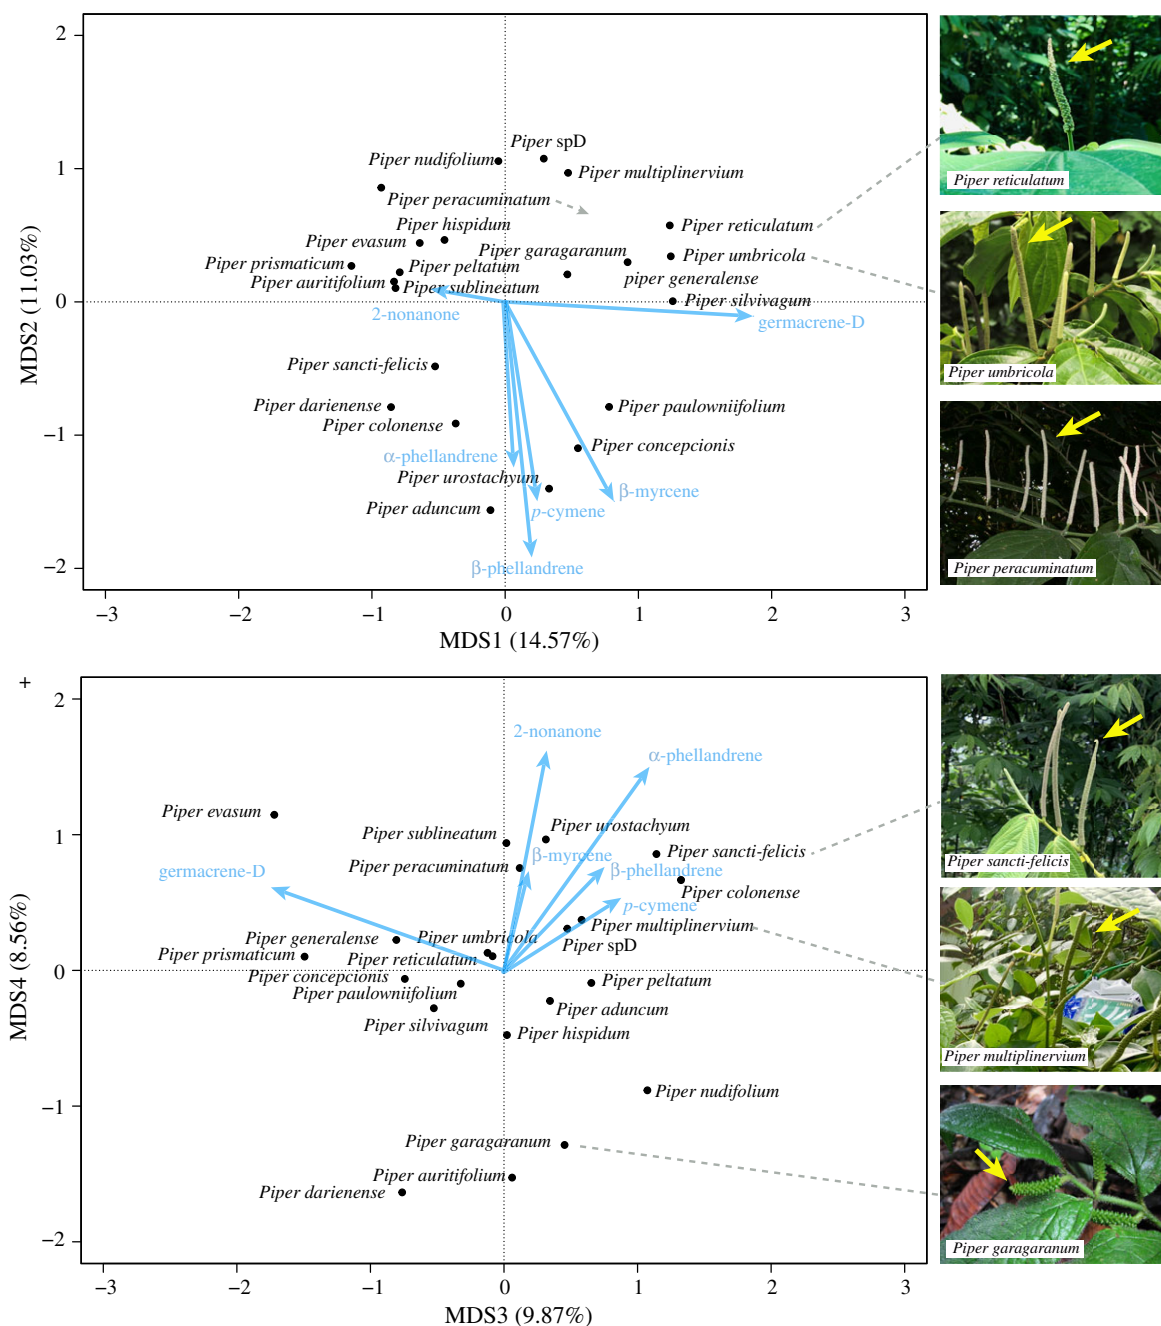 2
1
0
−1
−2
MDS2 (11.03%)
Piper spD
Piper nudifolium
Piper multiplinervium
Piper peracuminatum
Piper hispidum
Piper reticulatum
Piper evasum
Piper garagaranum
Piper umbricola
Piper prismaticum
Piper peltatum
piper generalense
Piper auritifolium
Piper sublineatum
Piper silvivagum
2-nonanone
germacrene-D
Piper sancti-felicis
Piper darienense
Piper paulowniifolium
Piper colonense
Piper concepcionis
α-phellandrene
Piper urostachyum
β-myrcene
Piper aduncum
p-cymene
β-phellandrene
−3
−2
−1
0
1
2
3
MDS1 (14.57%)
Piper reticulatum
Piper umbricola
Piper peracuminatum
+
2
1
0
−1
−2
MDS4 (8.56%)
2-nonanone
α-phellandrene
Piper evasum
Piper urostachyum
Piper sublineatum
Piper sancti-felicis
β-myrcene
Piper peracuminatum
β-phellandrene
germacrene-D
Piper colonense
p-cymene
Piper multiplinervium
Piper generalense
Piper umbricola
Piper spD
Piper prismaticum
Piper reticulatum
Piper concepcionis
Piper peltatum
Piper paulowniifolium
Piper aduncum
Piper silvivagum
Piper hispidum
Piper nudifolium
Piper garagaranum
Piper auritifolium
Piper darienense
−3
−2
−1
0
1
2
3
MDS3 (9.87%)
Piper sancti-felicis
Piper multiplinervium
Piper garagaranum